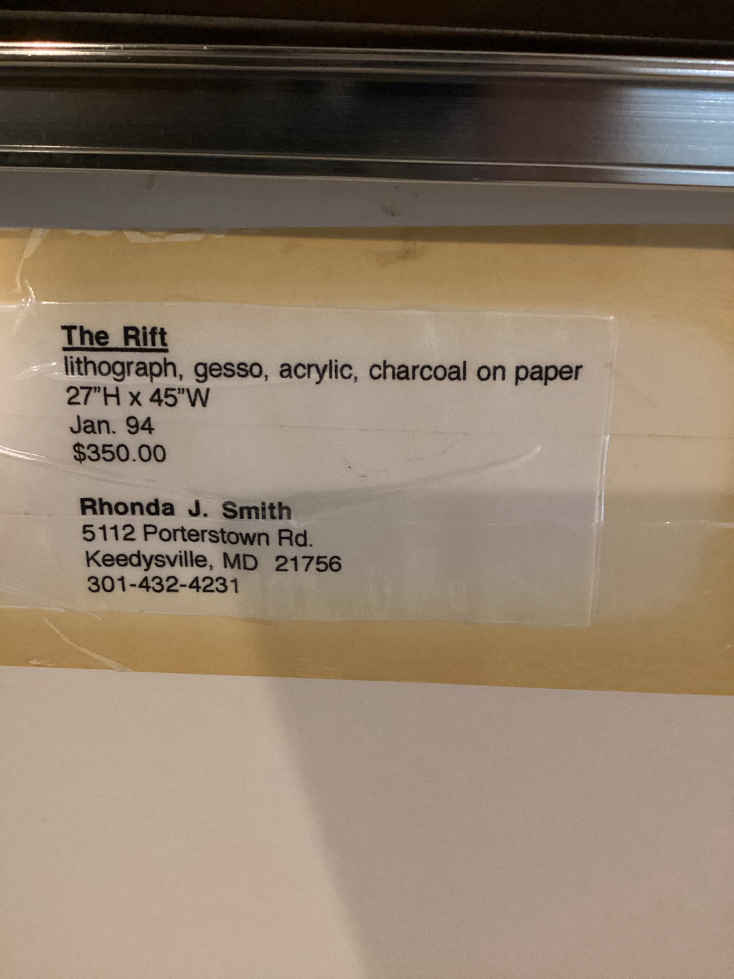 The Rift
lithograph, gesso, acrylic, charcoal on paper
27"H x 45"W
Jan. 94
$350.00
Rhonda J. Smith
5112 Porterstown Rd.
Keedysville, MD 21756
301-432-4231